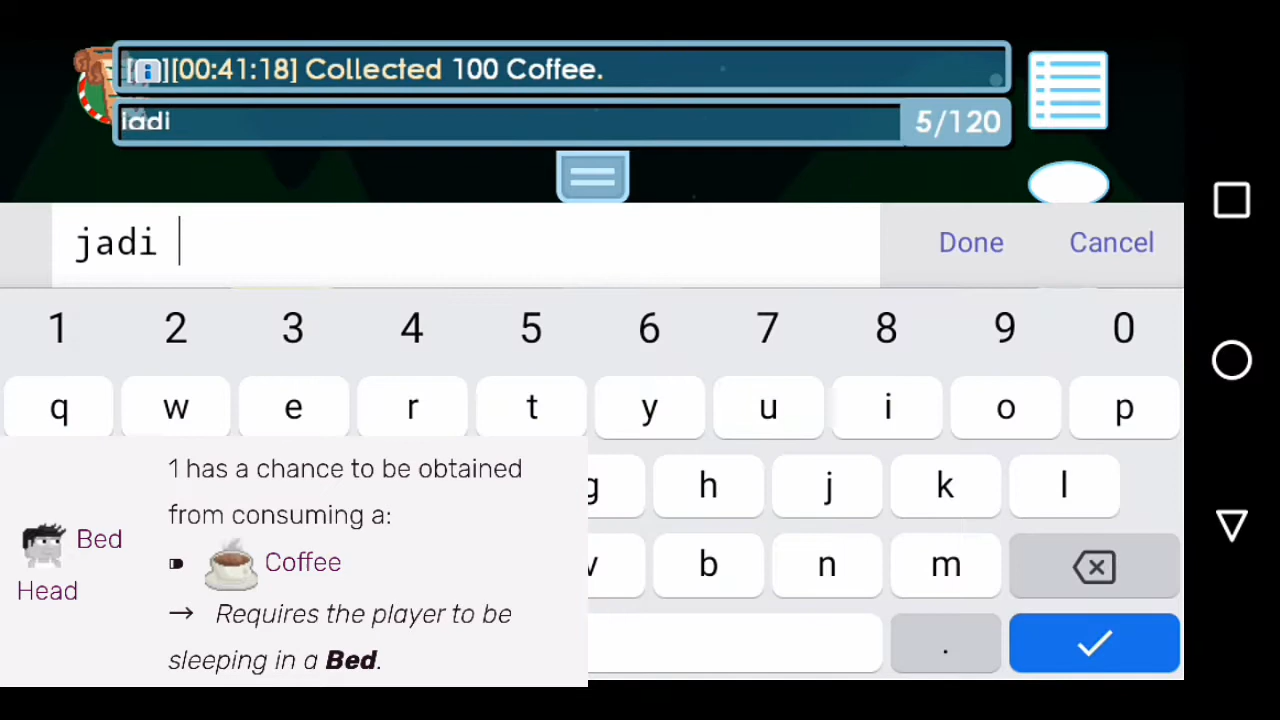 [00:41:18] Collected 100 Coffee.
jadi
5/120
jadi
Done
Cancel
1 2 3 4 5 6 7 8 9 0
q w e r t y u i o p
g h j k l
v b n m
.
1 has a chance to be obtained
from consuming a:
Coffee
→ Requires the player to be
sleeping in a Bed.
Bed
Head